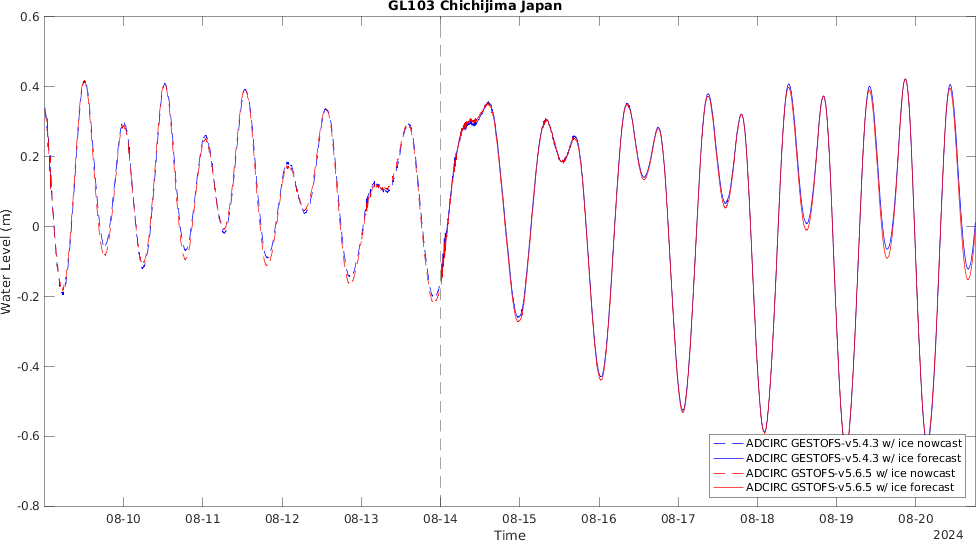 GL103 Chichijima Japan
0.6
0.4
0.2
0
-0.2
-0.4
-0.6
-0.8
Water Level (m)
ADCIRC GESTOFS-v5.4.3 w/ ice nowcast
ADCIRC GESTOFS-v5.4.3 w/ ice forecast
ADCIRC GSTOFS-v5.6.5 w/ ice nowcast
ADCIRC GSTOFS-v5.6.5 w/ ice forecast
08-10 08-11 08-12 08-13 08-14 08-15 08-16 08-17 08-18 08-19 08-20
Time
2024